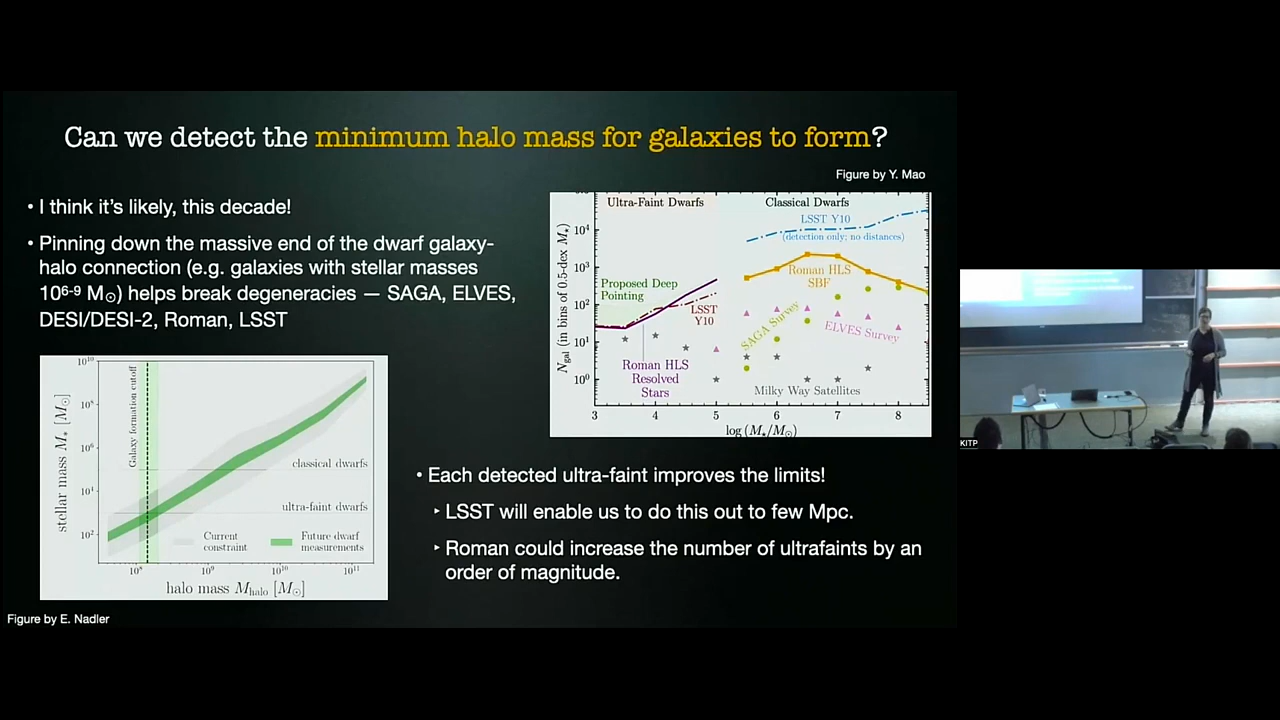 Can we detect the minimum halo mass for galaxies to form?
Figure by Y. Mao
• I think it's likely, this decade!
• Pinning down the massive end of the dwarf galaxy-
halo connection (e.g. galaxies with stellar masses
10⁶⁻⁹ M☉) helps break degeneracies — SAGA, ELVES,
DESI/DESI-2, Roman, LSST
Ultra-Faint Dwarfs
Classical Dwarfs
LSST Y10
(detection only; no distances)
Roman HLS
SBF
Proposed Deep
Pointing
LSST
Y10
SAGA Survey
ELVES Survey
Roman HLS
Resolved
Stars
Milky Way Satellites
N_gal (in bins of 0.5-dex M⋆)
10⁴
10³
10²
10¹
10⁰
3 4 5 6 7 8
log (M⋆/M☉)
Galaxy formation cutoff
classical dwarfs
ultra-faint dwarfs
Current
constraint
Future dwarf
measurements
stellar mass M⋆ [M☉]
10¹⁰
10⁸
10⁶
10⁴
10²
10⁸ 10⁹ 10¹⁰ 10¹¹
halo mass M_halo [M☉]
Figure by E. Nadler
• Each detected ultra-faint improves the limits!
‣ LSST will enable us to do this out to few Mpc.
‣ Roman could increase the number of ultrafaints by an
order of magnitude.
KITP